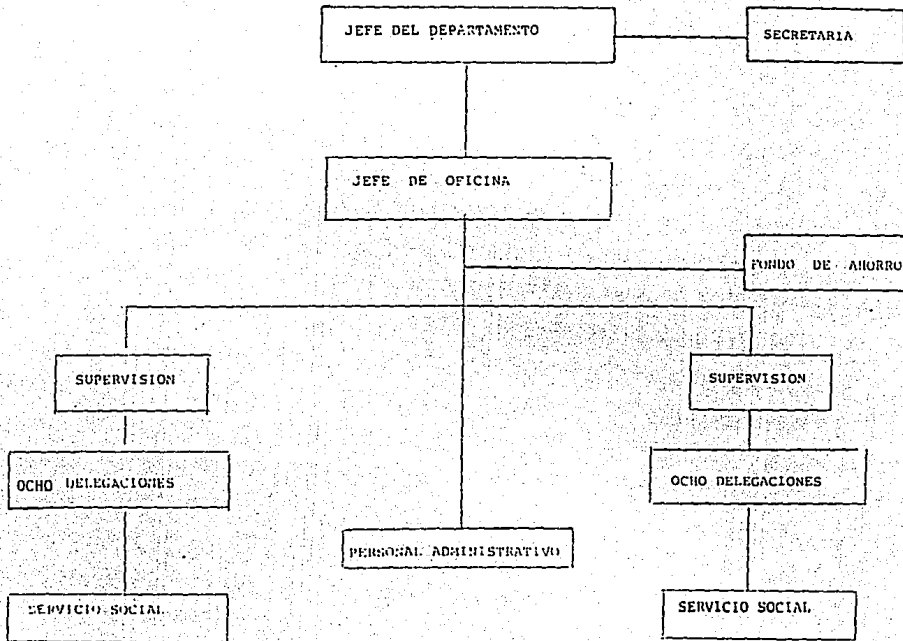 JEFE DEL DEPARTAMENTO
SECRETARIA
JEFE DE OFICINA
FONDO DE AHORRO
SUPERVISION
SUPERVISION
OCHO DELEGACIONES
OCHO DELEGACIONES
PERSONAL ADMINISTRATIVO
SERVICIO SOCIAL
SERVICIO SOCIAL